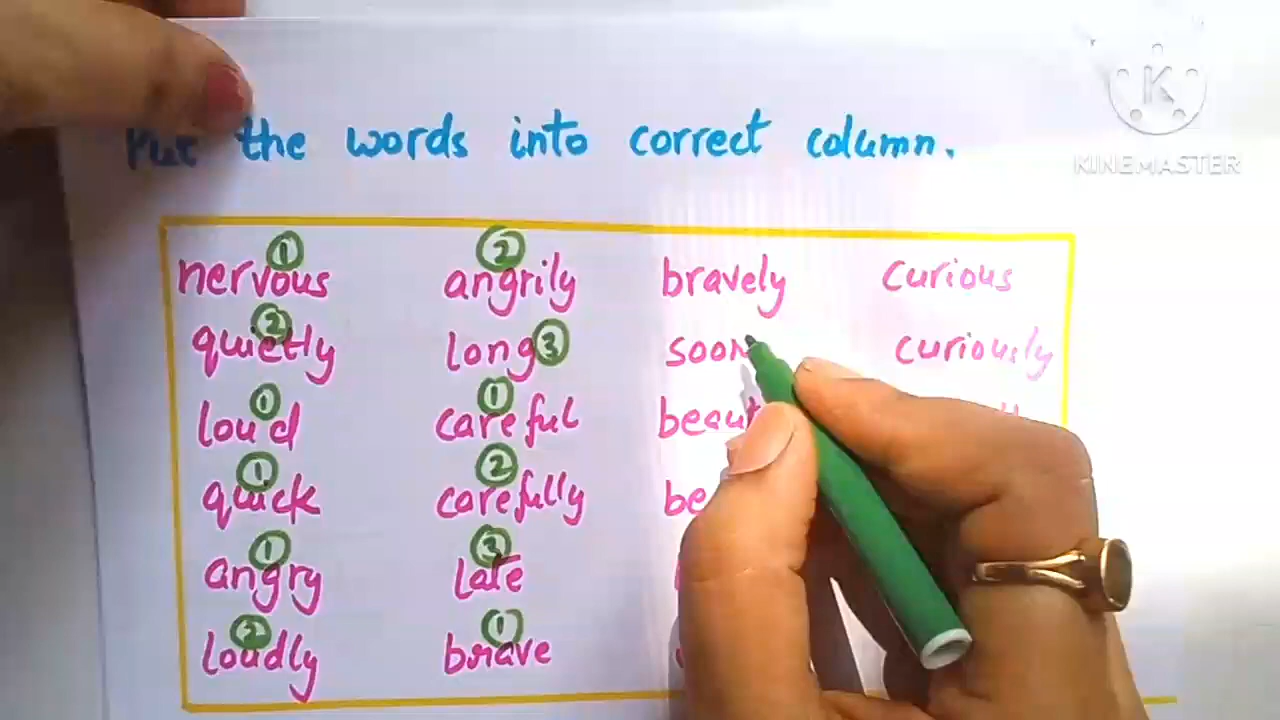 Put the words into correct column.
KINEMASTER
nervous ① angrily ② bravely curious
quietly ② long ③ soon curiously
loud ① careful ①
quick ① carefully ②
angry ① late ③
loudly ② brave ①